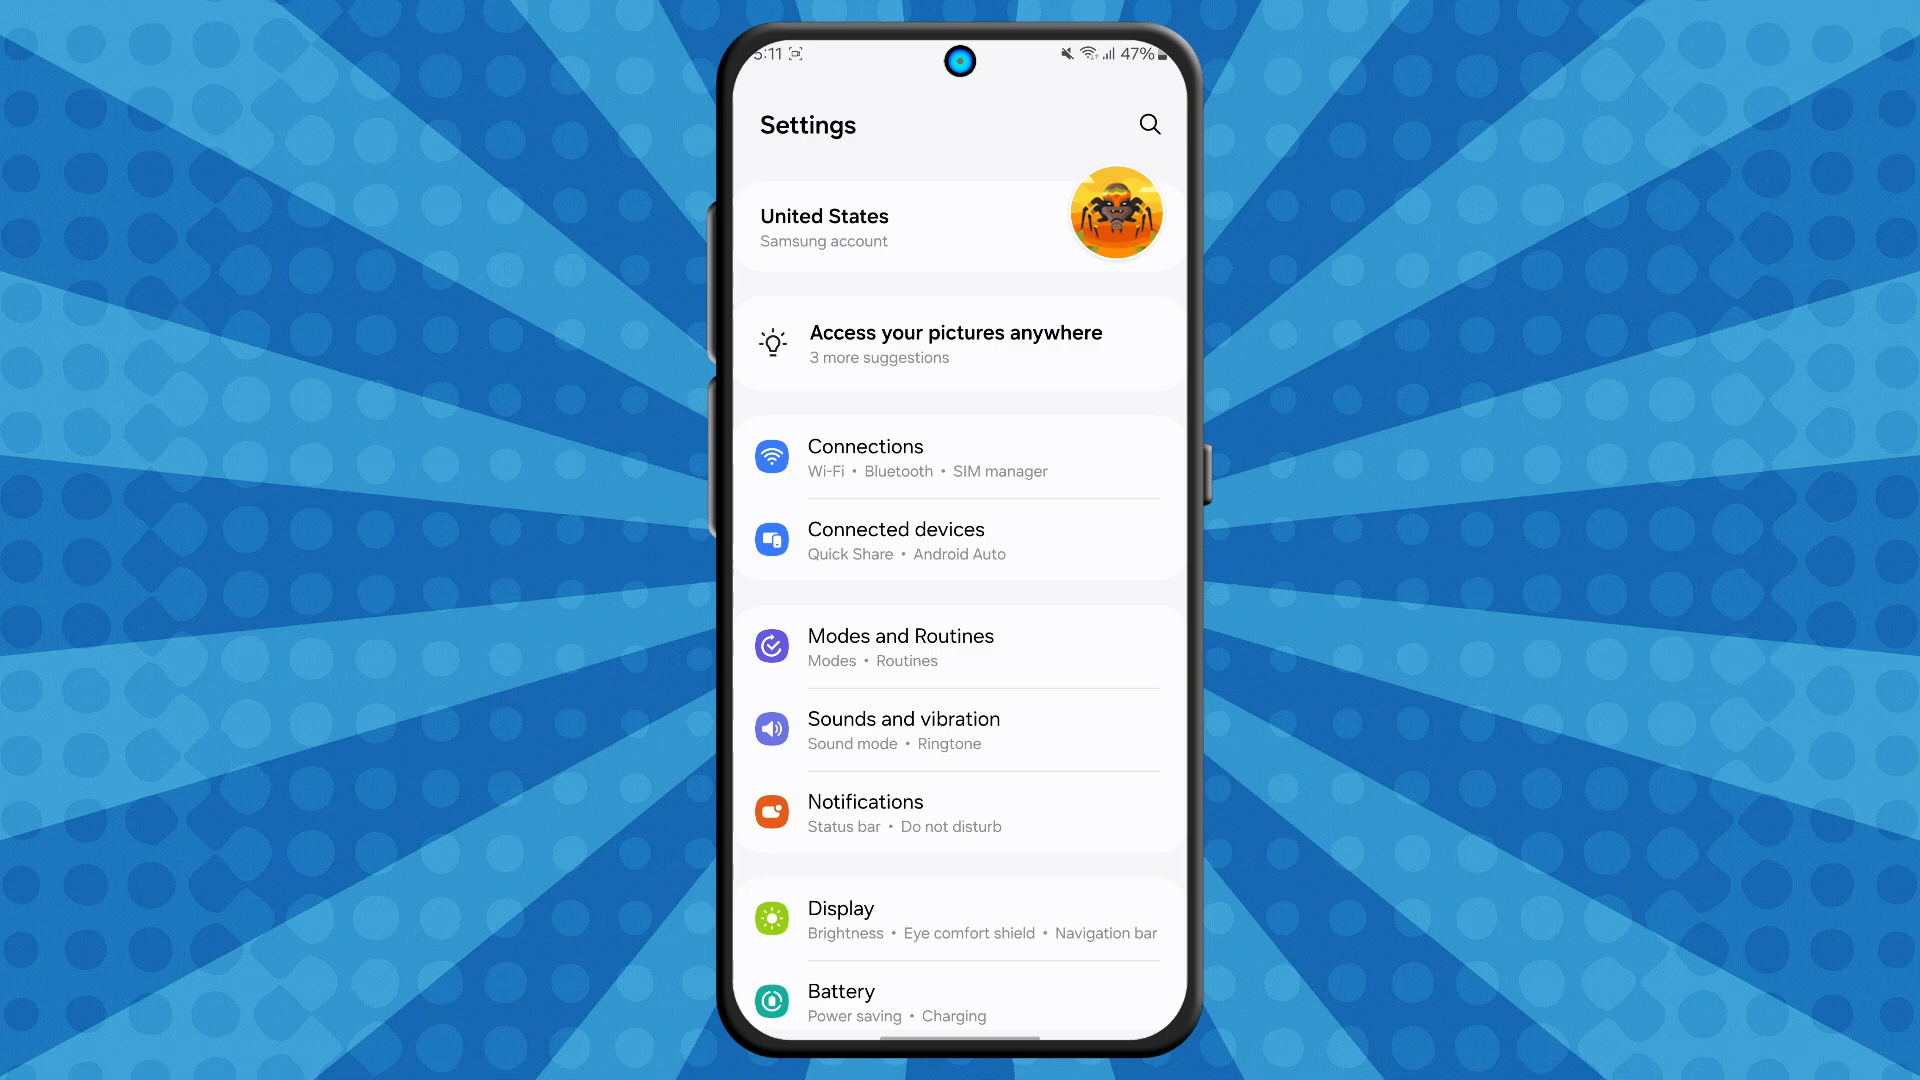 5:11 47%
Settings
United States
Samsung account
Access your pictures anywhere
3 more suggestions
Connections
Wi-Fi • Bluetooth • SIM manager
Connected devices
Quick Share • Android Auto
Modes and Routines
Modes • Routines
Sounds and vibration
Sound mode • Ringtone
Notifications
Status bar • Do not disturb
Display
Brightness • Eye comfort shield • Navigation bar
Battery
Power saving • Charging